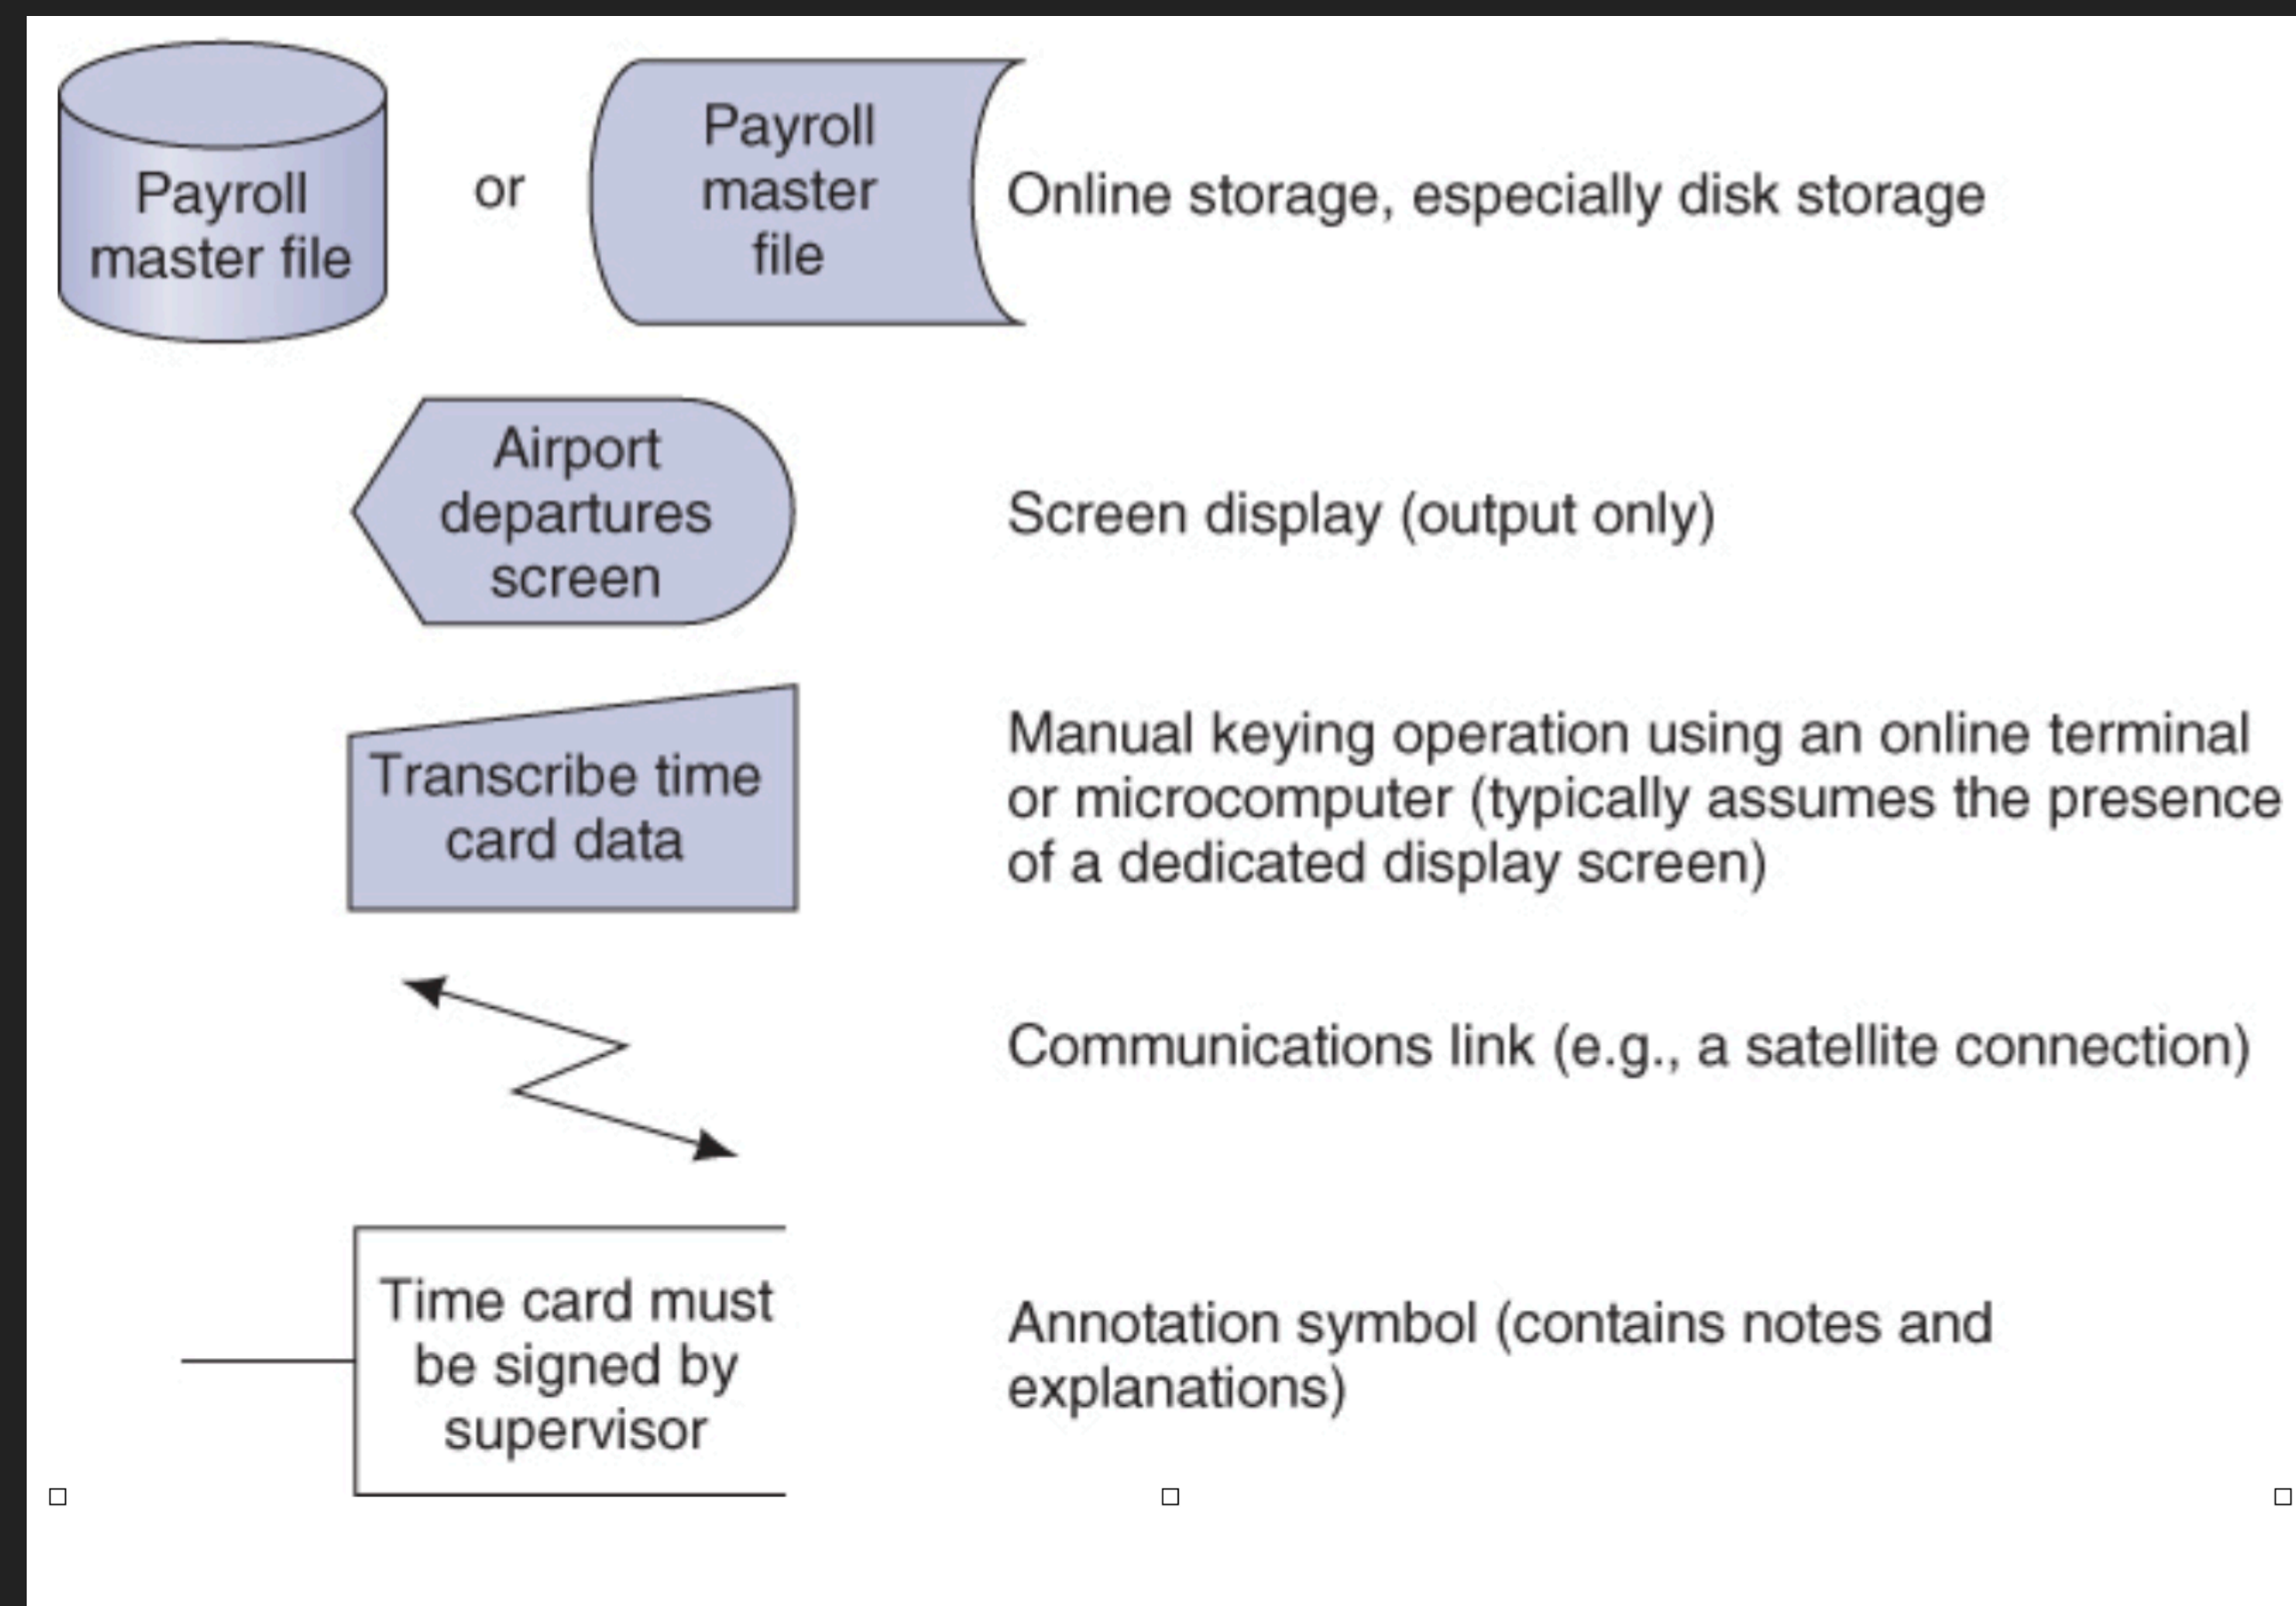 Payroll
master file
or
Payroll
master
file
Online storage, especially disk storage
Airport
departures
screen
Screen display (output only)
Transcribe time
card data
Manual keying operation using an online terminal
or microcomputer (typically assumes the presence
of a dedicated display screen)
Communications link (e.g., a satellite connection)
Time card must
be signed by
supervisor
Annotation symbol (contains notes and
explanations)